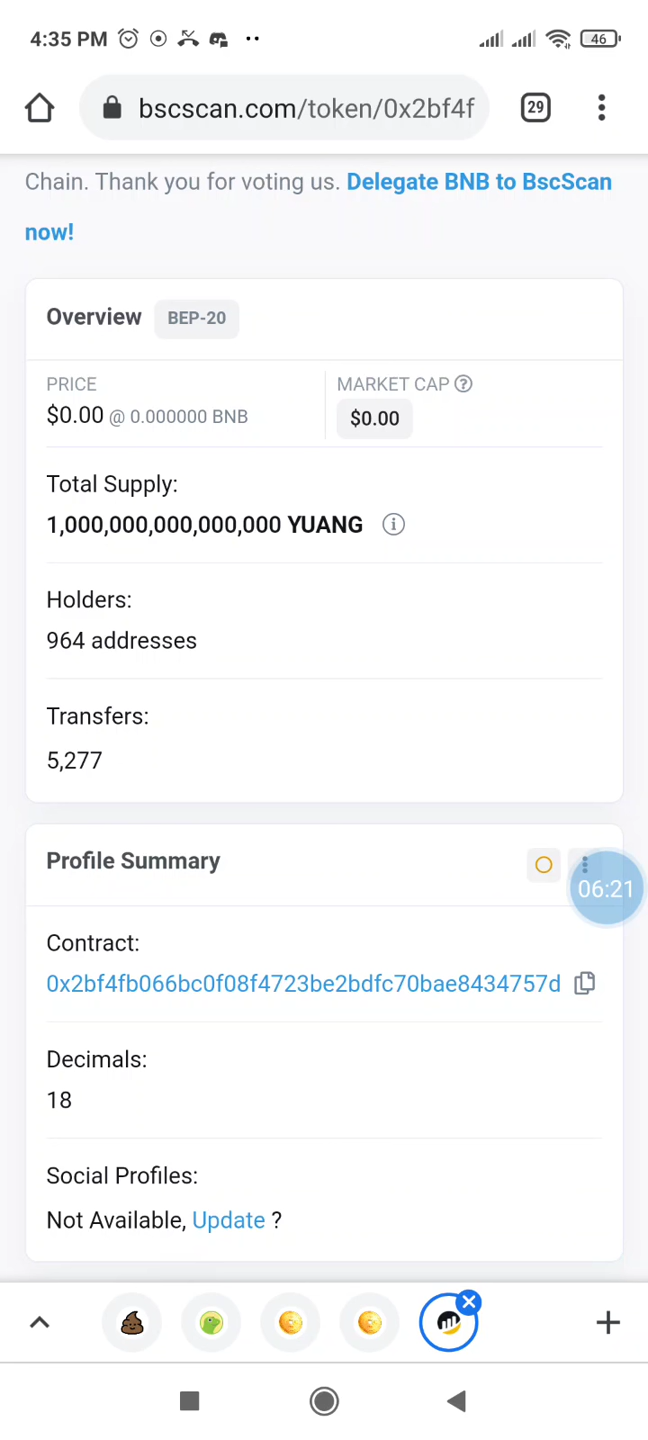 4:35 PM
46
bscscan.com/token/0x2bf4f
29
Chain. Thank you for voting us. Delegate BNB to BscScan
now!
Overview BEP-20
PRICE
$0.00 @ 0.000000 BNB
MARKET CAP ?
$0.00
Total Supply:
1,000,000,000,000,000 YUANG
Holders:
964 addresses
Transfers:
5,277
Profile Summary
06:21
Contract:
0x2bf4fb066bc0f08f4723be2bdfc70bae8434757d
Decimals:
18
Social Profiles:
Not Available, Update ?